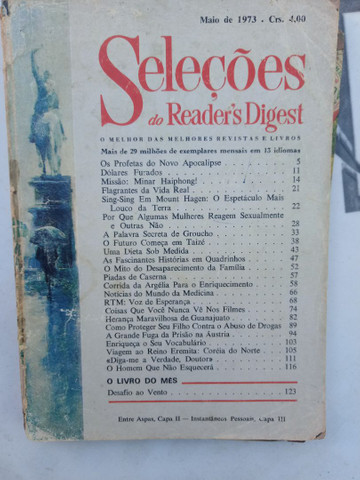 Maio de 1973 . Crs. 4,00
Seleções
do Reader's Digest
O MELHOR DAS MELHORES REVISTAS E LIVROS
Mais de 29 milhões de exemplares mensais em 13 idiomas
Os Profetas do Novo Apocalipse 5
Dólares Furados 11
Missão: Minar Haiphong! 14
Flagrantes da Vida Real 21
Sing-Sing Em Mount Hagen: O Espetáculo Mais
Louco da Terra 22
Por Que Algumas Mulheres Reagem Sexualmente
e Outras Não 28
A Palavra Secreta de Groucho 33
O Futuro Começa em Taizé 38
Uma Dieta Sob Medida 43
As Fascinantes Histórias em Quadrinhos 47
O Mito do Desaparecimento da Família 52
Piadas de Caserna 57
Corrida da Argélia Para o Enriquecimento 58
Notícias do Mundo da Medicina 66
RTM: Voz de Esperança 68
Coisas Que Você Nunca Vê Nos Filmes 74
Herança Maravilhosa de Guanajuato 82
Como Proteger Seu Filho Contra o Abuso de Drogas 89
A Grande Fuga da Prisão na Áustria 94
Enriqueça o Seu Vocabulário 103
Viagem ao Reino Eremita: Coréia do Norte 105
«Diga-me a Verdade, Doutor» 111
O Homem Que Não Esquecerá 116
O LIVRO DO MÊS
Desafio ao Vento 123
Entre Aspas, Capa II — Instantâneos Pessoais, Capa III